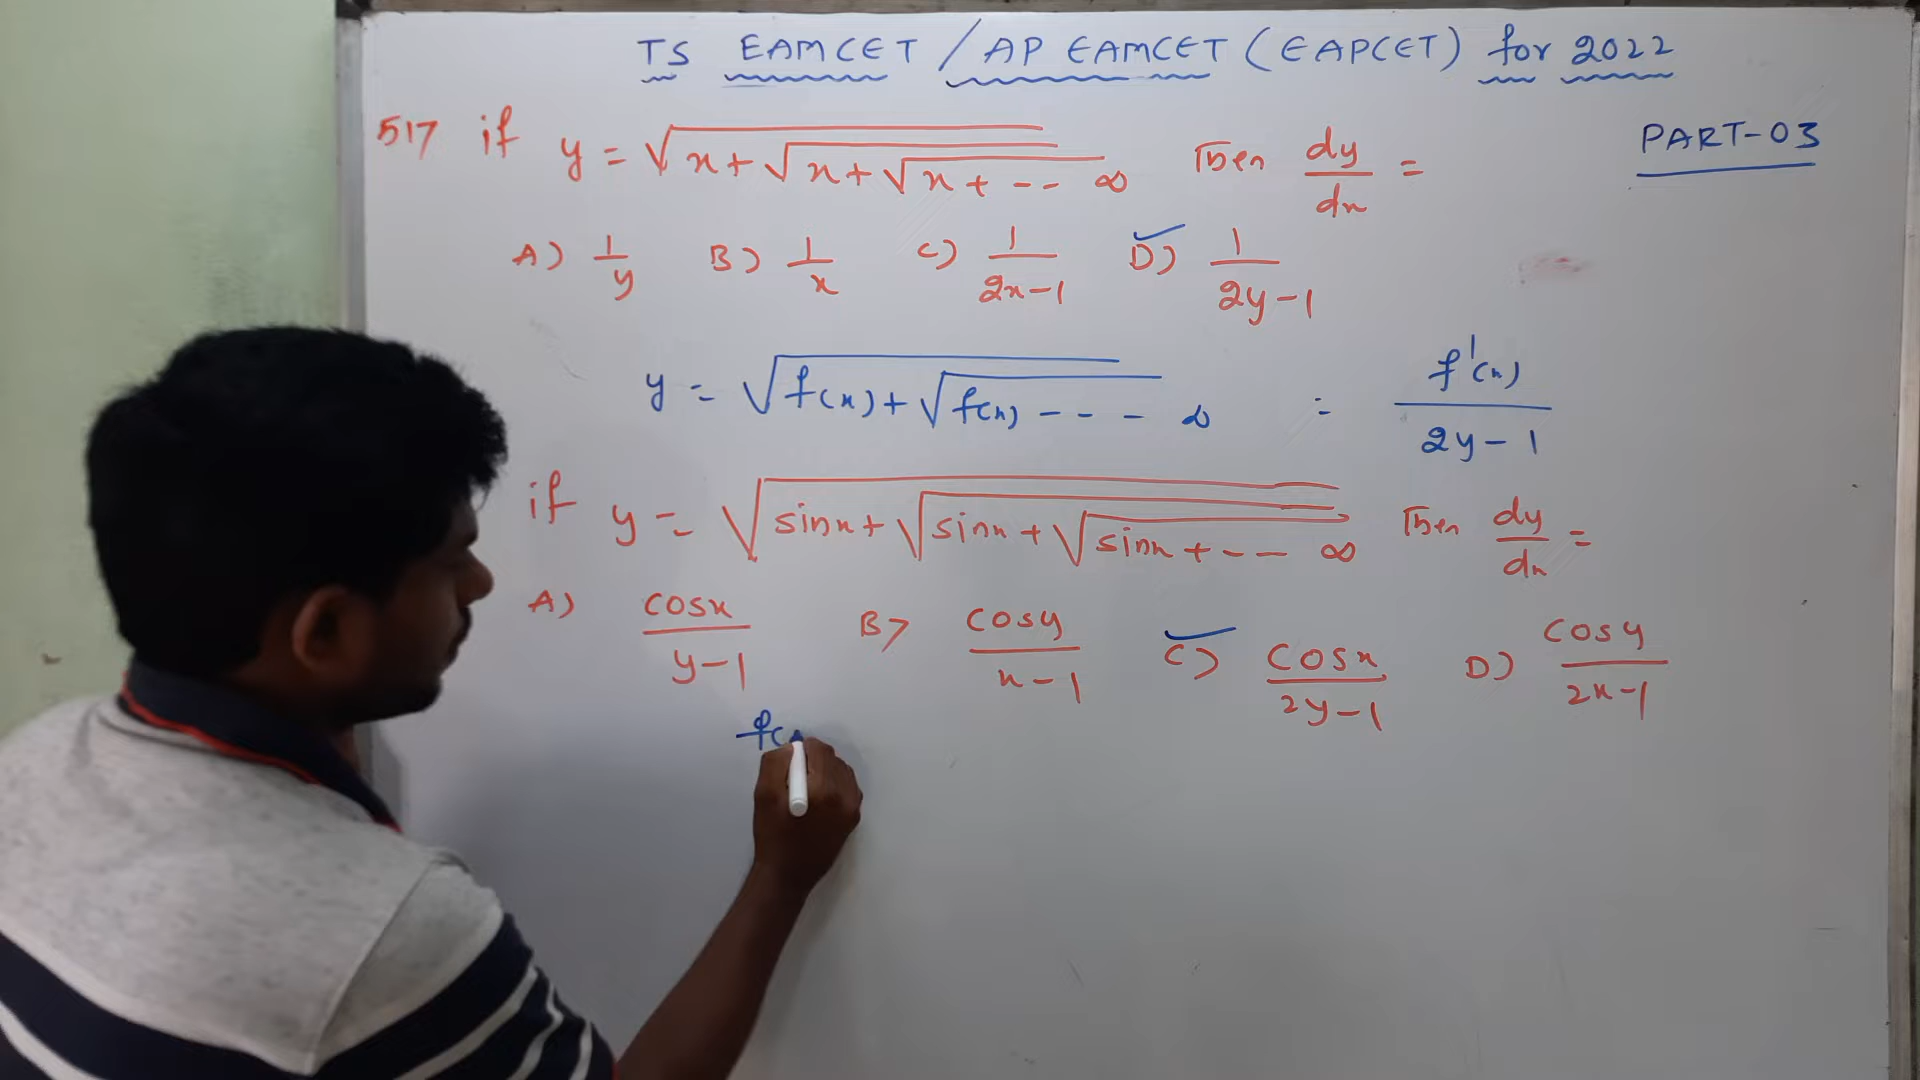 TS EAMCET / AP EAMCET (EAPCET) for 2022
PART-03
517 if y = √x+√x+√x+ -- ∞ Then dy/dx =
A) 1/y B) 1/x C) 1/2x-1 D) 1/2y-1
y = √f(x)+√f(x) - - - - ∞ = f'(x)/2y-1
if y = √sinx+√sinx+√sinx+ - -- ∞ Then dy/dx =
A) cosx/y-1 B) cosy/x-1 C) cosx/2y-1 D) cosy/2x-1